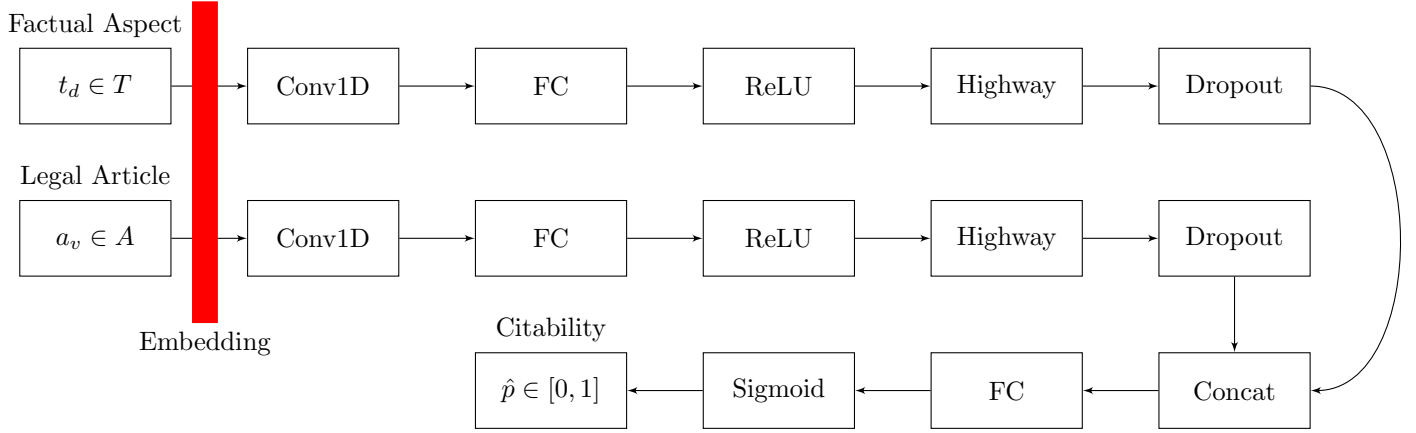 Factual Aspect
t_d ∈ T
Conv1D
FC
ReLU
Highway
Dropout
Legal Article
a_v ∈ A
Conv1D
FC
ReLU
Highway
Dropout
Embedding
Citability
p̂ ∈ [0, 1]
Sigmoid
FC
Concat